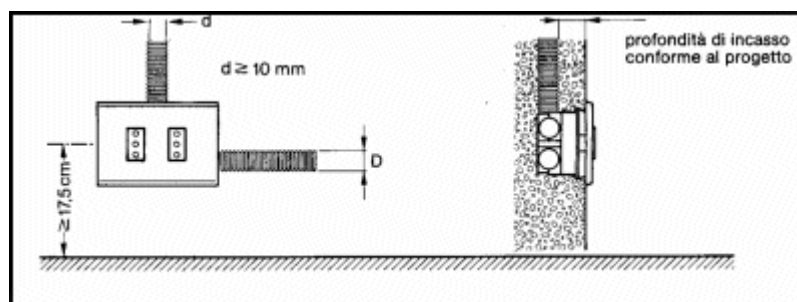 d
d ≥ 10 mm
profondità di incasso
conforme al progetto
D
≥ 17,5 cm